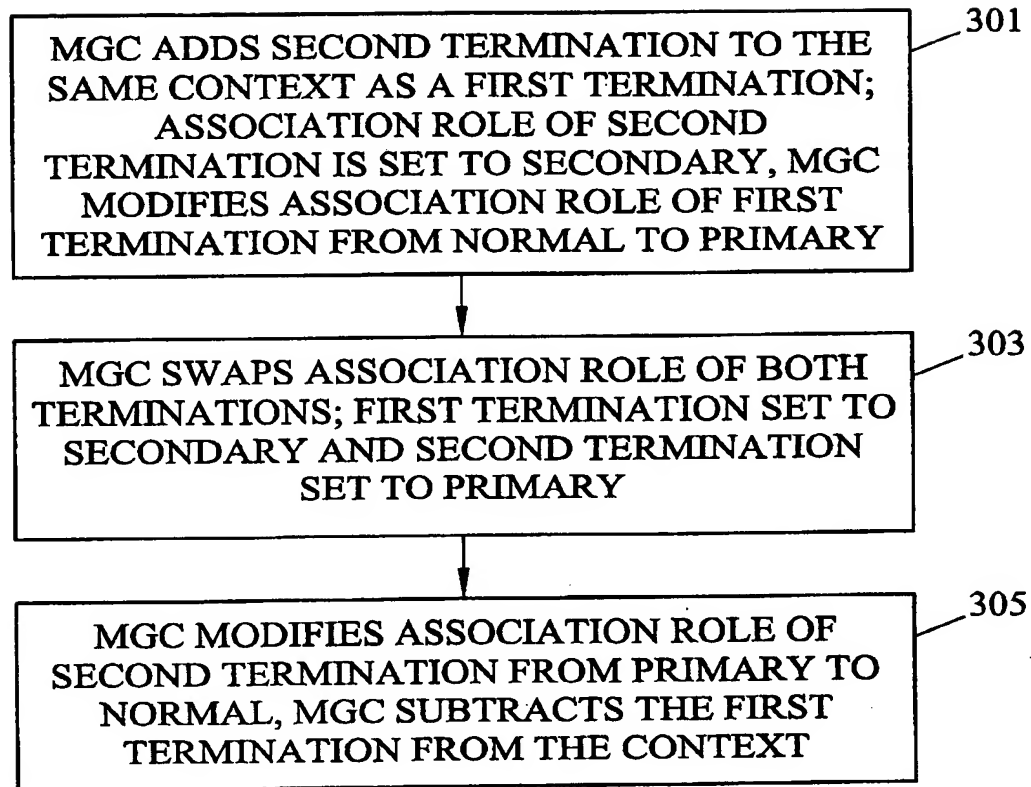 301
MGC ADDS SECOND TERMINATION TO THE
SAME CONTEXT AS A FIRST TERMINATION;
ASSOCIATION ROLE OF SECOND
TERMINATION IS SET TO SECONDARY, MGC
MODIFIES ASSOCIATION ROLE OF FIRST
TERMINATION FROM NORMAL TO PRIMARY
303
MGC SWAPS ASSOCIATION ROLE OF BOTH
TERMINATIONS; FIRST TERMINATION SET TO
SECONDARY AND SECOND TERMINATION
SET TO PRIMARY
305
MGC MODIFIES ASSOCIATION ROLE OF
SECOND TERMINATION FROM PRIMARY TO
NORMAL, MGC SUBTRACTS THE FIRST
TERMINATION FROM THE CONTEXT